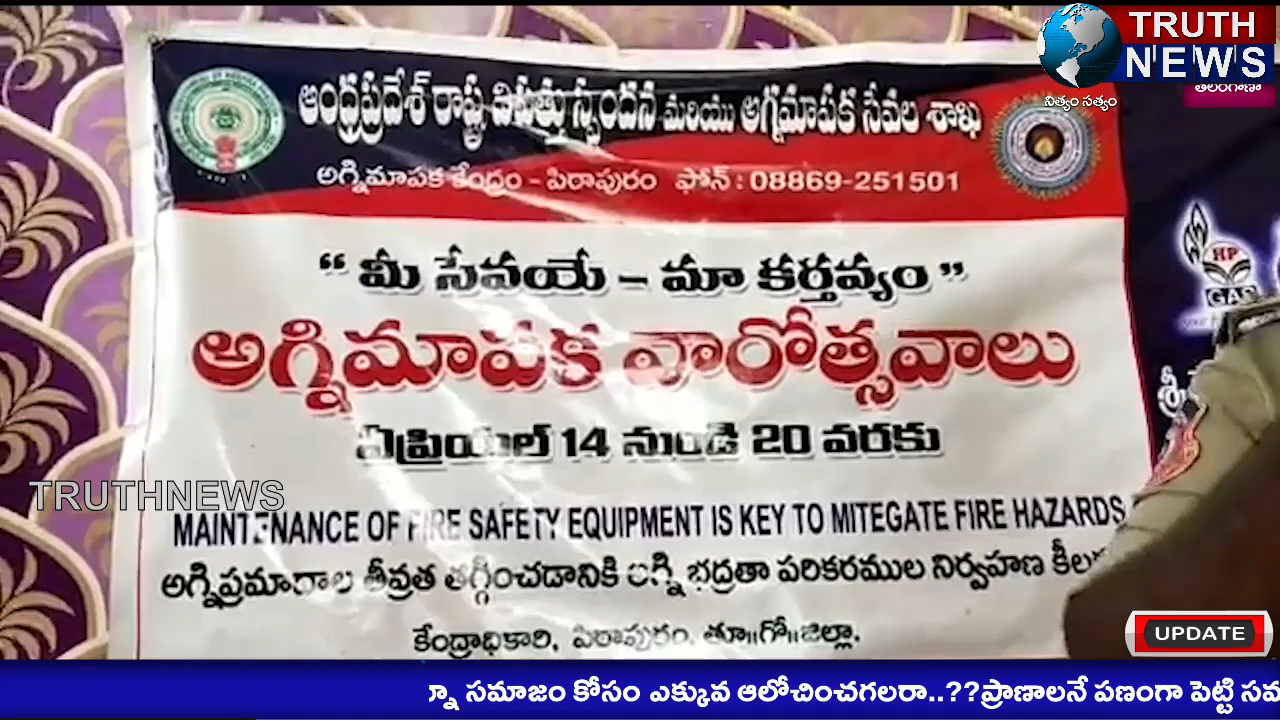 TRUTH
NEWS
నిత్యం సత్యం
తెలంగాణా
ఆంధ్రప్రదేశ్ రాష్ట్ర విపత్తు స్పందన మరియు అగ్నిమాపక సేవల శాఖ
అగ్నిమాపక కేంద్రం - పిఠాపురం ఫోన్ : 08869-251501
“ మీ సేవయే – మా కర్తవ్యం ”
HP
GAS
అగ్నిమాపక వారోత్సవాలు
ఏప్రియల్ 14 నుండి 20 వరకు
శ్రీ
TRUTHNEWS
MAINTENANCE OF FIRE SAFETY EQUIPMENT IS KEY TO MITEGATE FIRE HAZARDS
అగ్నిప్రమాదాల తీవ్రత తగ్గించడానికి అగ్ని భద్రతా పరికరముల నిర్వహణ
కేంద్రాధికారి, పిఠాపురం. తూ॥గో॥జిల్లా.
UPDATE
సమాజం కోసం ఎక్కువ ఆలోచించగలరా..??ప్రాణాలనే పణంగా పెట్టి